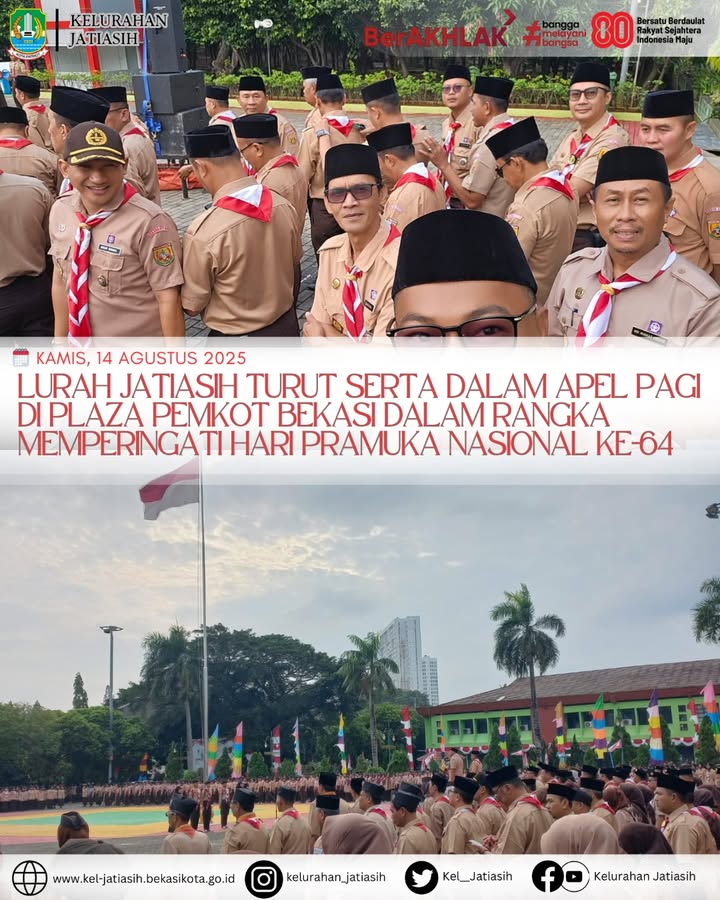 KELURAHAN
JATIASIH
BerAKHLAK
#bangga
melayani
bangsa
80
Bersatu Berdaulat
Rakyat Sejahtera
Indonesia Maju
KAMIS, 14 AGUSTUS 2025
LURAH JATIASIH TURUT SERTA DALAM APEL PAGI
DI PLAZA PEMKOT BEKASI DALAM RANGKA
MEMPERINGATI HARI PRAMUKA NASIONAL KE-64
www.kel-jatiasih.bekasikota.go.id
kelurahan_jatiasih
Kel__Jatiasih
Kelurahan Jatiasih